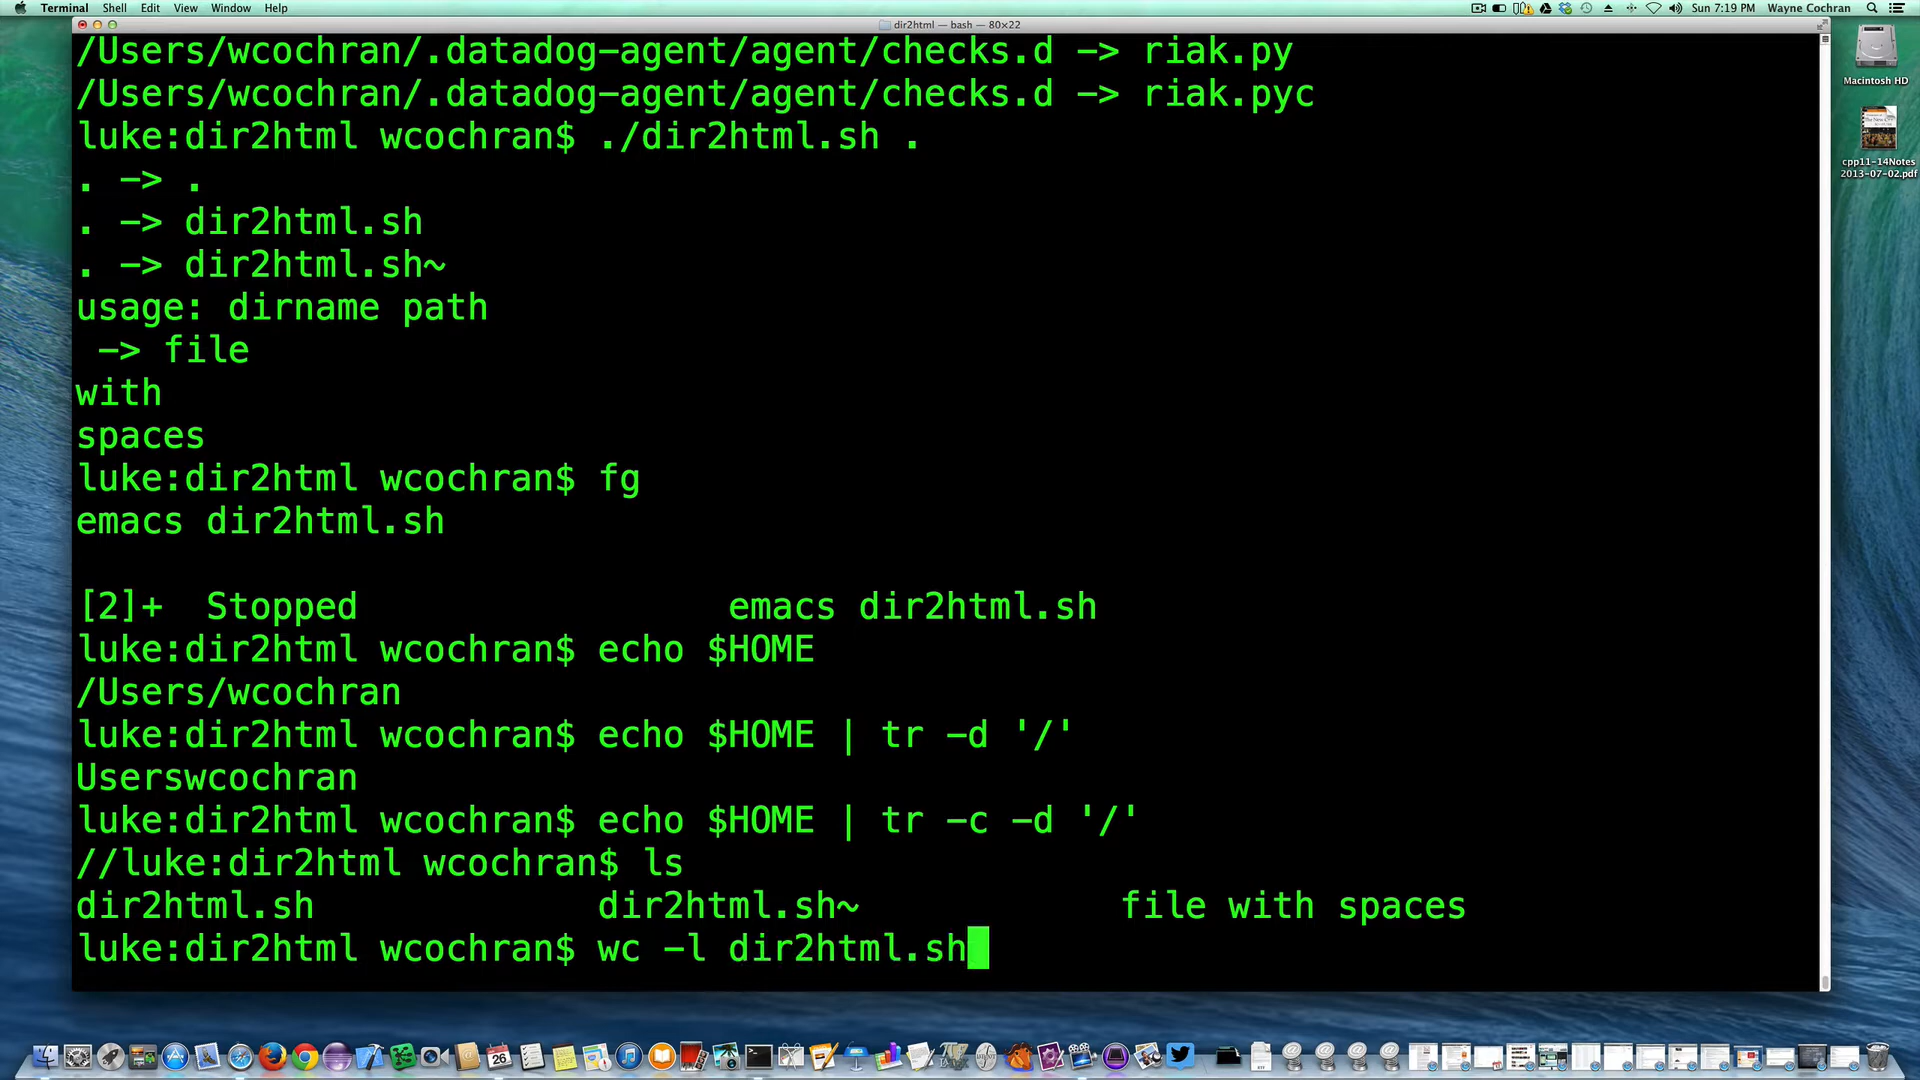 Terminal Shell Edit View Window Help Sun 7:19 PM Wayne Cochran
dir2html — bash — 80×22
/Users/wcochran/.datadog-agent/agent/checks.d -> riak.py
/Users/wcochran/.datadog-agent/agent/checks.d -> riak.pyc
luke:dir2html wcochran$ ./dir2html.sh .
. -> .
. -> dir2html.sh
. -> dir2html.sh~
usage: dirname path
 -> file
with
spaces
luke:dir2html wcochran$ fg
emacs dir2html.sh
[2]+  Stopped                 emacs dir2html.sh
luke:dir2html wcochran$ echo $HOME
/Users/wcochran
luke:dir2html wcochran$ echo $HOME | tr -d '/'
Userswcochran
luke:dir2html wcochran$ echo $HOME | tr -c -d '/'
//luke:dir2html wcochran$ ls
dir2html.sh             dir2html.sh~            file with spaces
luke:dir2html wcochran$ wc -l dir2html.sh
Macintosh HD
cpp11-14Notes
2013-07-02.pdf
26